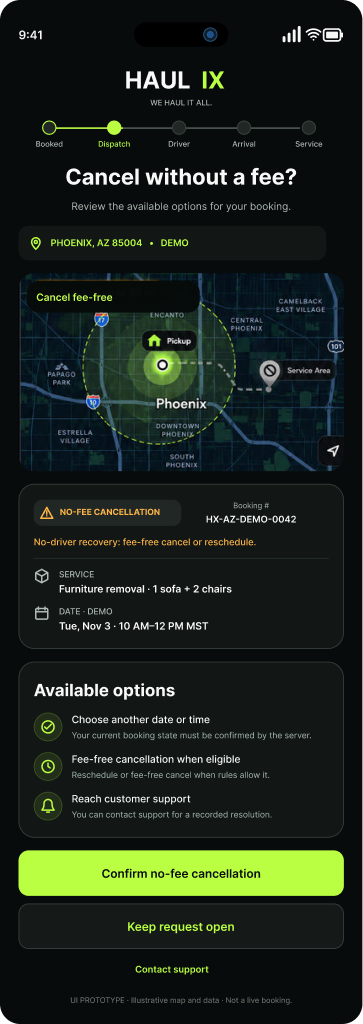 9:41
HAUL IX
WE HAUL IT ALL.
Booked
Dispatch
Driver
Arrival
Service
Cancel without a fee?
Review the available options for your booking.
PHOENIX, AZ 85004 • DEMO
Cancel fee-free
ENCANTO
CAMELBACK
EAST VILLAGE
17
CENTRAL
PHOENIX
Pickup
101
PAPAGO
PARK
Service Area
10
Phoenix
ESTRELLA
VILLAGE
DOWNTOWN
PHOENIX
SOUTH
PHOENIX
NO-FEE CANCELLATION
Booking #
HX-AZ-DEMO-0042
No-driver recovery: fee-free cancel or reschedule.
SERVICE
Furniture removal · 1 sofa + 2 chairs
DATE · DEMO
Tue, Nov 3 · 10 AM–12 PM MST
Available options
Choose another date or time
Your current booking state must be confirmed by the server.
Fee-free cancellation when eligible
Reschedule or fee-free cancel when rules allow it.
Reach customer support
You can contact support for a recorded resolution.
Confirm no-fee cancellation
Keep request open
Contact support
UI PROTOTYPE · Illustrative map and data · Not a live booking.